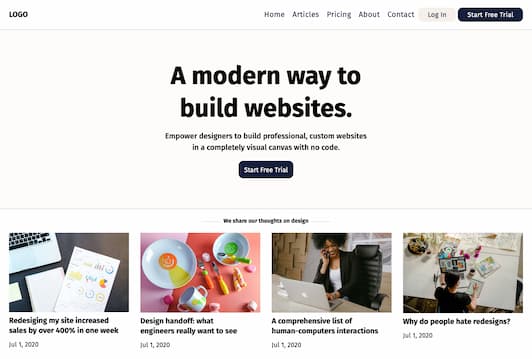 LOGO
Home Articles Pricing About Contact Log In Start Free Trial
A modern way to
build websites.
Empower designers to build professional, custom websites
in a completely visual canvas with no code.
Start Free Trial
We share our thoughts on design
Redesiging my site increased
sales by over 400% in one week
Jul 1, 2020
Design handoff: what
engineers really want to see
Jul 1, 2020
A comprehensive list of
human-computers interactions
Jul 1, 2020
Why do people hate redesigns?
Jul 1, 2020